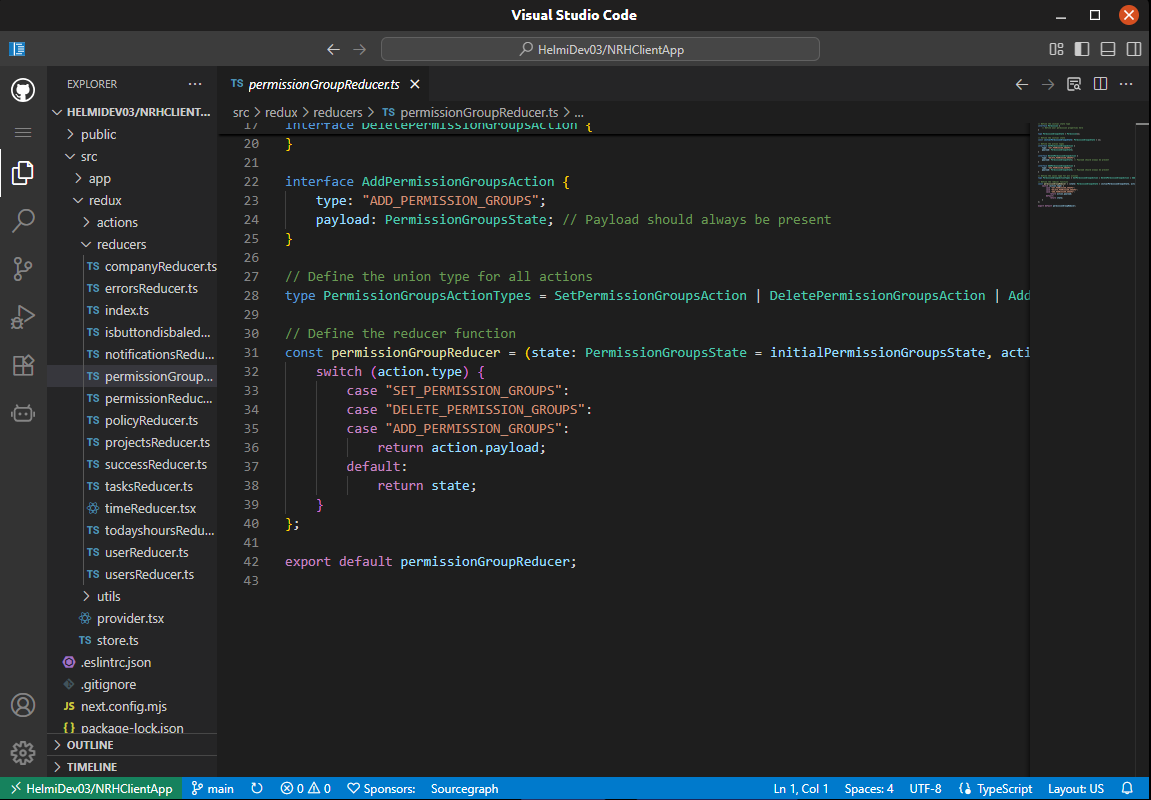 Visual Studio Code
HelmiDev03/NRHClientApp
EXPLORER
HELMIDEV03/NRHCLIENT...
public
src
app
redux
actions
reducers
TS companyReducer.ts
TS errorsReducer.ts
TS index.ts
TS isbuttondisbaled...
TS notificationsRedu...
TS permissionGroup...
TS permissionReduc...
TS policyReducer.ts
TS projectsReducer.ts
TS successReducer.ts
TS tasksReducer.ts
timeReducer.tsx
TS todayshoursRedu...
TS userReducer.ts
TS usersReducer.ts
utils
provider.tsx
TS store.ts
.eslintrc.json
.gitignore
JS next.config.mjs
{} package-lock.json
OUTLINE
TIMELINE
TS permissionGroupReducer.ts
src > redux > reducers > TS permissionGroupReducer.ts > ...
17 interface DeletePermissionGroupsAction {
20 }
21
22 interface AddPermissionGroupsAction {
23 type: "ADD_PERMISSION_GROUPS";
24 payload: PermissionGroupsState; // Payload should always be present
25 }
26
27 // Define the union type for all actions
28 type PermissionGroupsActionTypes = SetPermissionGroupsAction | DeletePermissionGroupsAction | Add
29
30 // Define the reducer function
31 const permissionGroupReducer = (state: PermissionGroupsState = initialPermissionGroupsState, acti
32 switch (action.type) {
33 case "SET_PERMISSION_GROUPS":
34 case "DELETE_PERMISSION_GROUPS":
35 case "ADD_PERMISSION_GROUPS":
36 return action.payload;
37 default:
38 return state;
39 }
40 };
41
42 export default permissionGroupReducer;
43
HelmiDev03/NRHClientApp main 0 0 Sponsors: Sourcegraph Ln 1, Col 1 Spaces: 4 UTF-8 {} TypeScript Layout: US